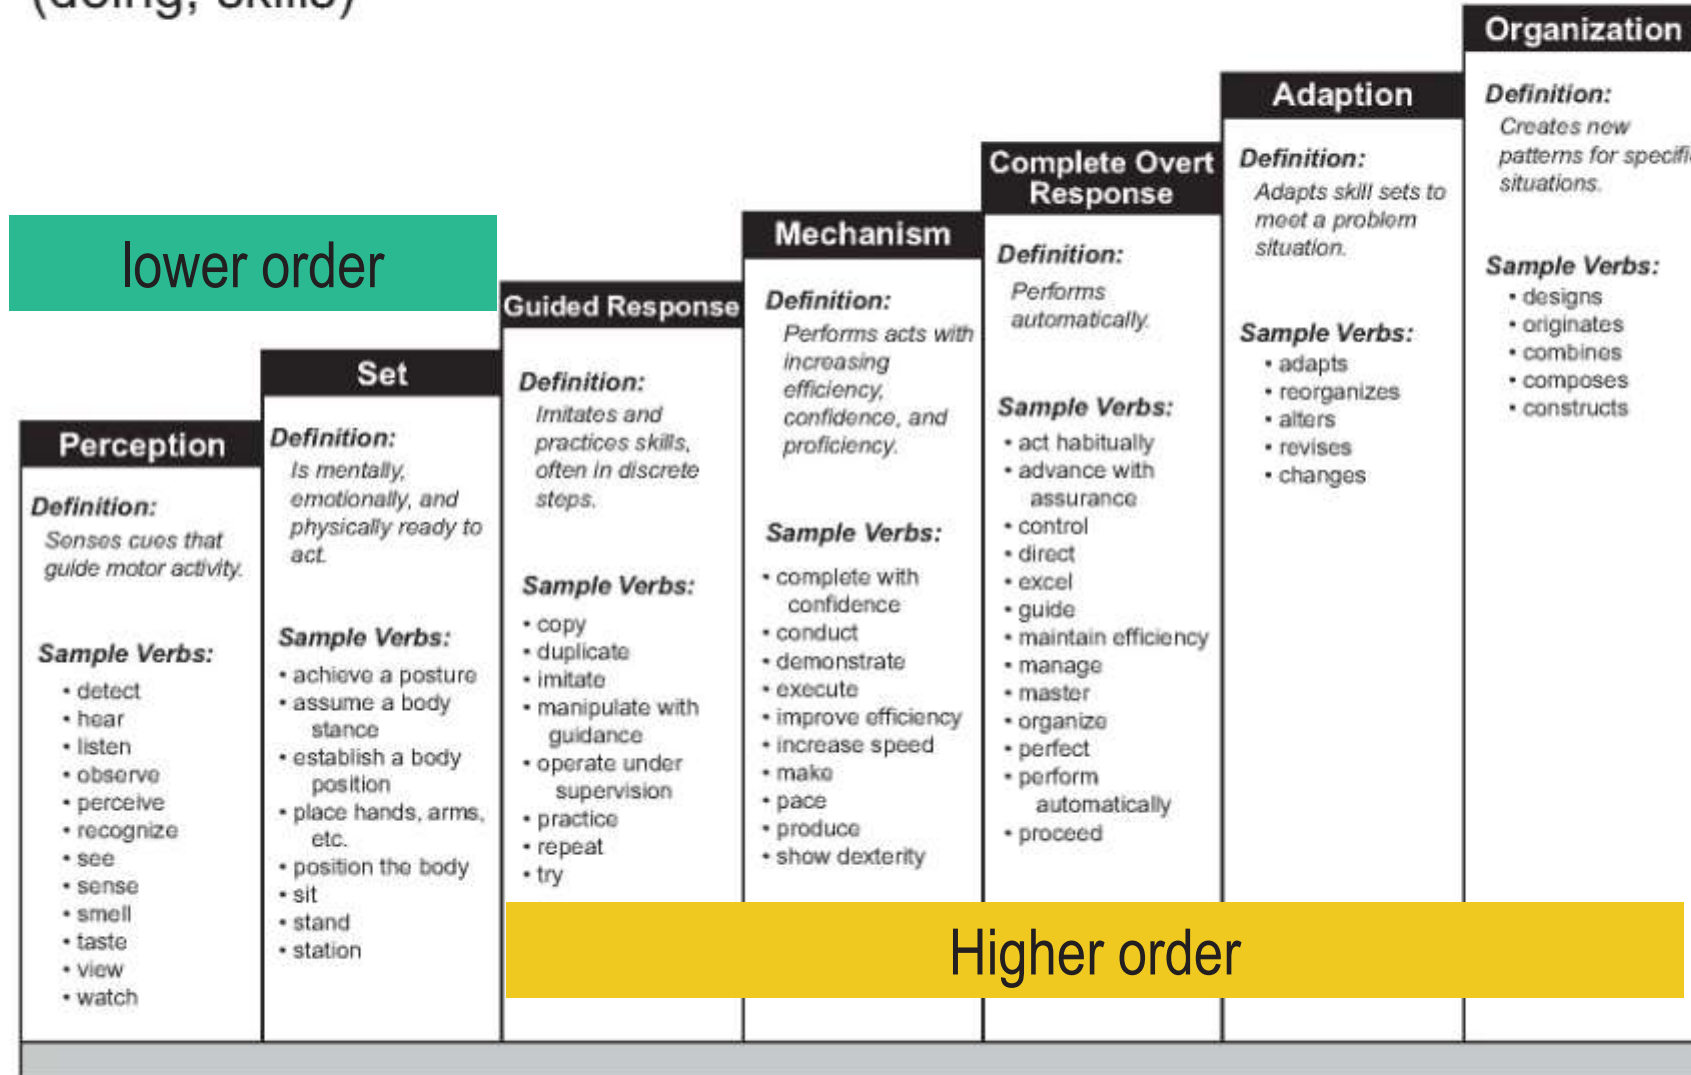 (doing, skills)
lower order
Perception
Definition:
Senses cues that
guide motor activity.
Sample Verbs:
• detect
• hear
• listen
• observe
• perceive
• recognize
• see
• sense
• smell
• taste
• view
• watch
Set
Definition:
Is mentally,
emotionally, and
physically ready to
act.
Sample Verbs:
• achieve a posture
• assume a body
stance
• establish a body
position
• place hands, arms,
etc.
• position the body
• sit
• stand
• station
Guided Response
Definition:
Imitates and
practices skills,
often in discrete
steps.
Sample Verbs:
• copy
• duplicate
• imitate
• manipulate with
guidance
• operate under
supervision
• practice
• repeat
• try
Mechanism
Definition:
Performs acts with
increasing
efficiency,
confidence, and
proficiency.
Sample Verbs:
• complete with
confidence
• conduct
• demonstrate
• execute
• improve efficiency
• increase speed
• make
• pace
• produce
• show dexterity
Complete Overt
Response
Definition:
Performs
automatically.
Sample Verbs:
• act habitually
• advance with
assurance
• control
• direct
• excel
• guide
• maintain efficiency
• manage
• master
• organize
• perfect
• perform
automatically
• proceed
Adaption
Definition:
Adapts skill sets to
meet a problem
situation.
Sample Verbs:
• adapts
• reorganizes
• alters
• revises
• changes
Organization
Definition:
Creates new
patterns for specific
situations.
Sample Verbs:
• designs
• originates
• combines
• composes
• constructs
Higher order